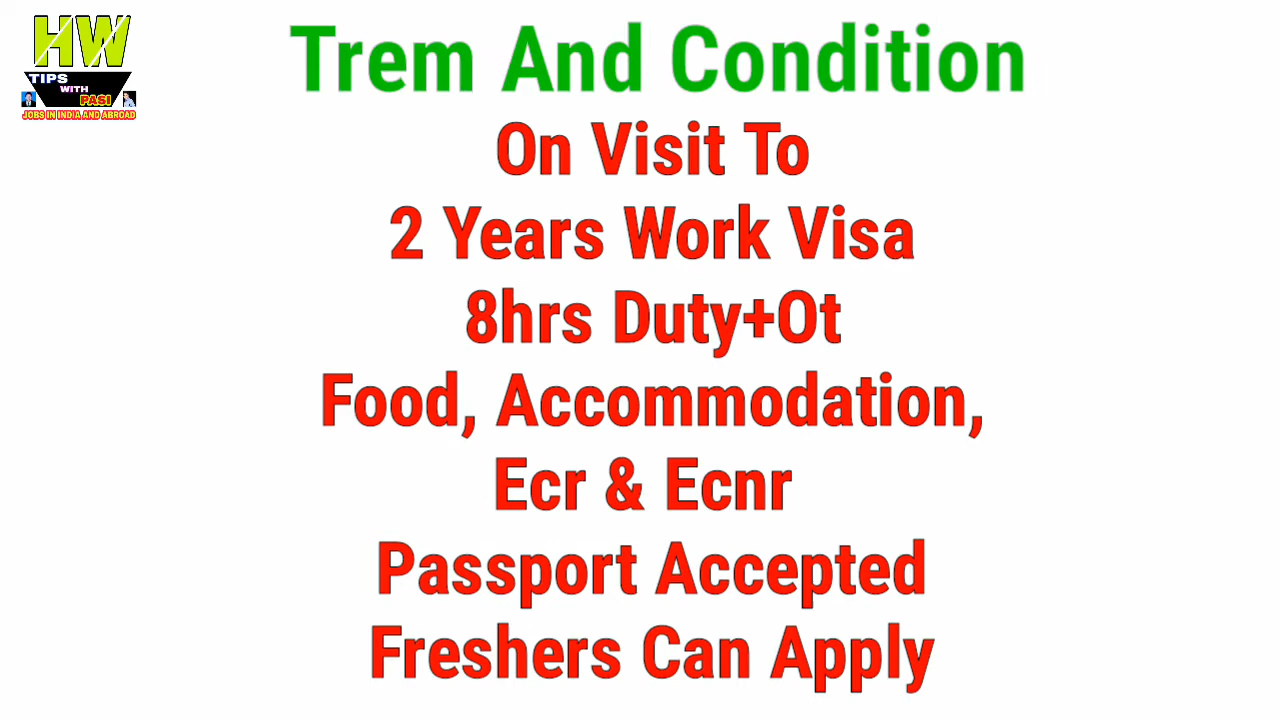 HW
TIPS
WITH
PASI
JOBS IN INDIA AND ABROAD
Trem And Condition
On Visit To
2 Years Work Visa
8hrs Duty+Ot
Food, Accommodation,
Ecr & Ecnr
Passport Accepted
Freshers Can Apply